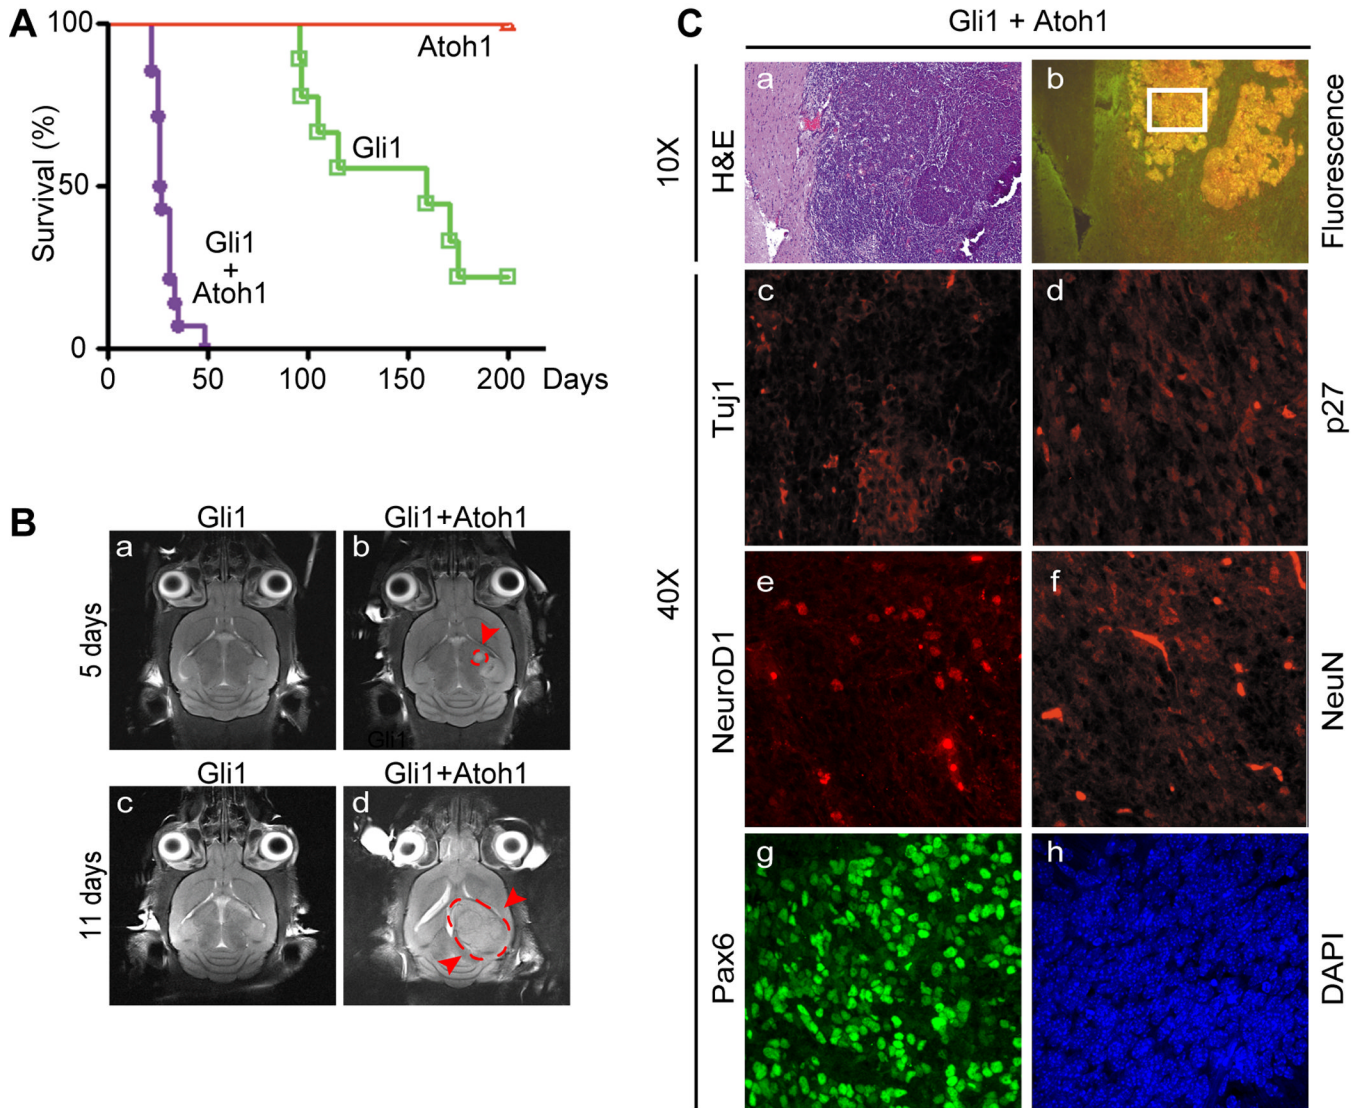 A
100
50
0
Survival (%)
Atoh1
Gli1
Gli1
+
Atoh1
0 50 100 150 200 Days
B
Gli1 Gli1+Atoh1
5 days
a b
Gli1
Gli1 Gli1+Atoh1
11 days
c d
C
Gli1 + Atoh1
10X
H&E
a b
Fluorescence
40X
Tuj1
c d
p27
NeuroD1
e f
NeuN
Pax6
g h
DAPI